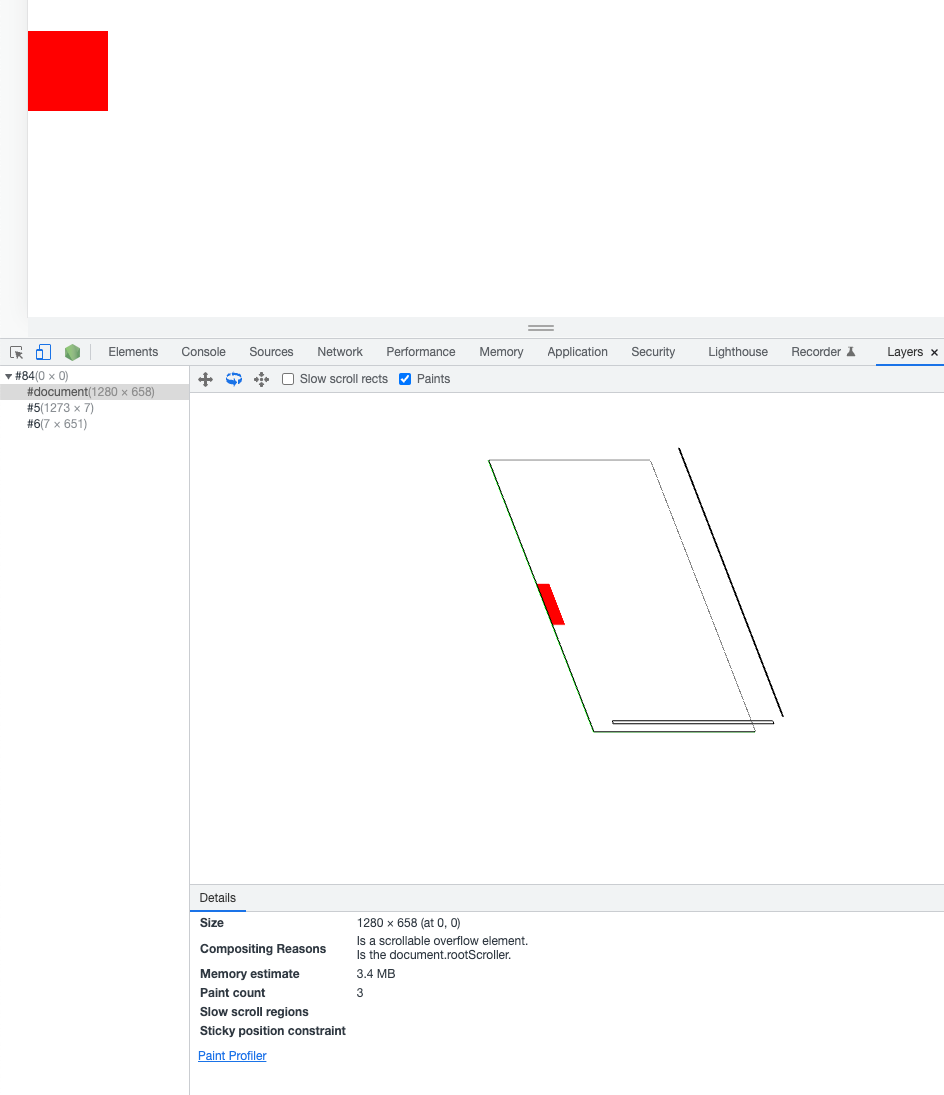 Elements Console Sources Network Performance Memory Application Security Lighthouse Recorder Layers ×
#84(0 × 0)
Slow scroll rects Paints
#document(1280 × 658)
#5(1273 × 7)
#6(7 × 651)
Details
Size 1280 × 658 (at 0, 0)
Compositing Reasons Is a scrollable overflow element.
Is the document.rootScroller.
Memory estimate 3.4 MB
Paint count 3
Slow scroll regions
Sticky position constraint
Paint Profiler